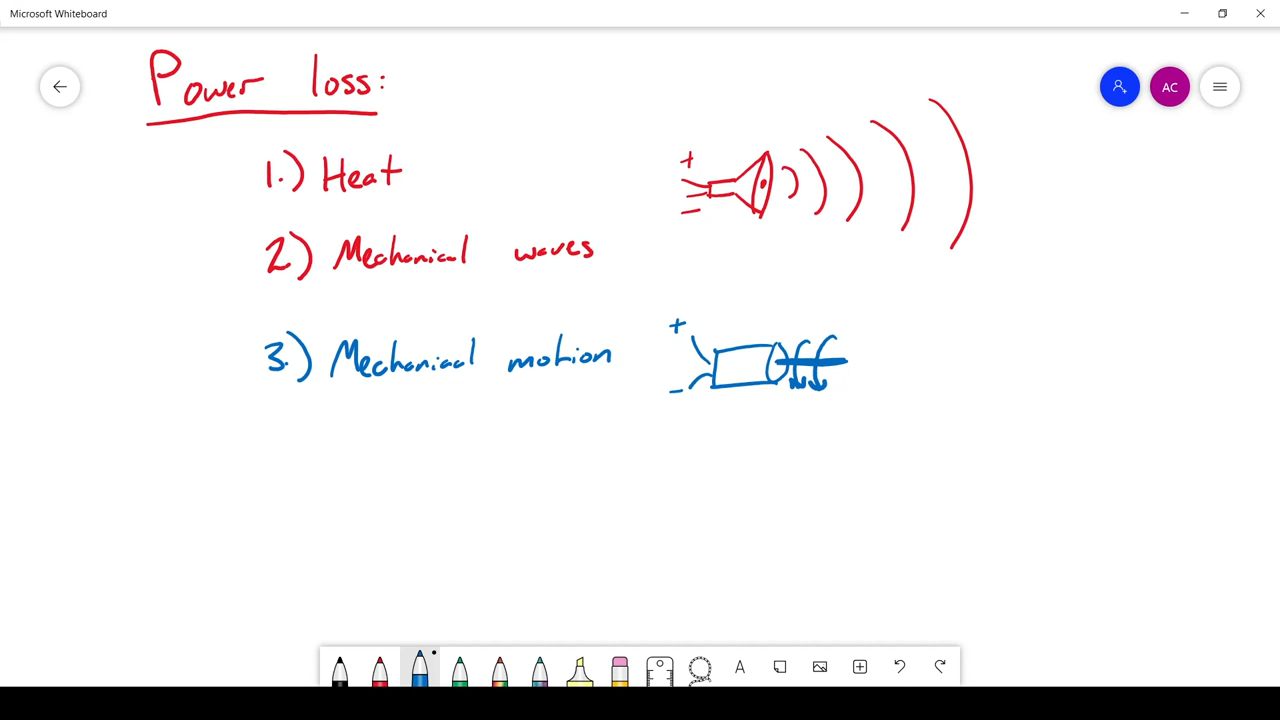 Microsoft Whiteboard
AC
Power loss:
1.) Heat
+
-
2) Mechanical waves
3.) Mechanical motion
+
-
A